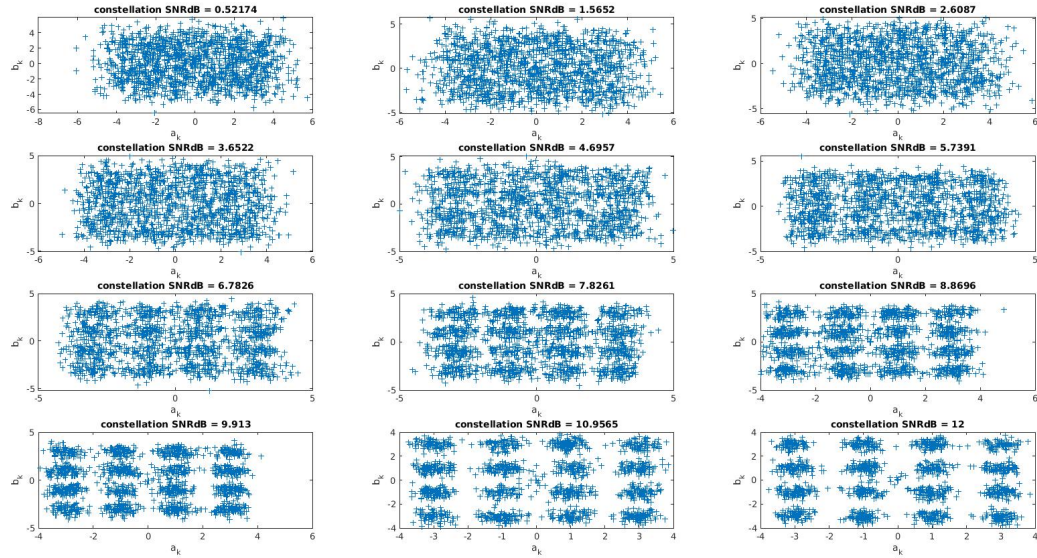 constellation SNRdB = 0.52174
constellation SNRdB = 1.5652
constellation SNRdB = 2.6087
b_k
4
2
0
-2
-4
-6
-8 -6 -4 -2 0 2 4 6
a_k
b_k
5
0
-5
-6 -4 -2 0 2 4 6
a_k
b_k
5
0
-5
-6 -4 -2 0 2 4 6
a_k
constellation SNRdB = 3.6522
constellation SNRdB = 4.6957
constellation SNRdB = 5.7391
b_k
5
0
-5
-6 -4 -2 0 2 4 6
a_k
b_k
5
0
-5
-5 0 5
a_k
b_k
5
0
-5
-5 0 5
a_k
constellation SNRdB = 6.7826
constellation SNRdB = 7.8261
constellation SNRdB = 8.8696
b_k
5
0
-5
-5 0 5
a_k
b_k
5
0
-5
-5 0 5
a_k
b_k
5
0
-5
-4 -2 0 2 4 6
a_k
constellation SNRdB = 9.913
constellation SNRdB = 10.9565
constellation SNRdB = 12
b_k
5
0
-5
-4 -2 0 2 4 6
a_k
b_k
4
2
0
-2
-4
-4 -3 -2 -1 0 1 2 3 4
a_k
b_k
4
2
0
-2
-4
-4 -3 -2 -1 0 1 2 3 4
a_k